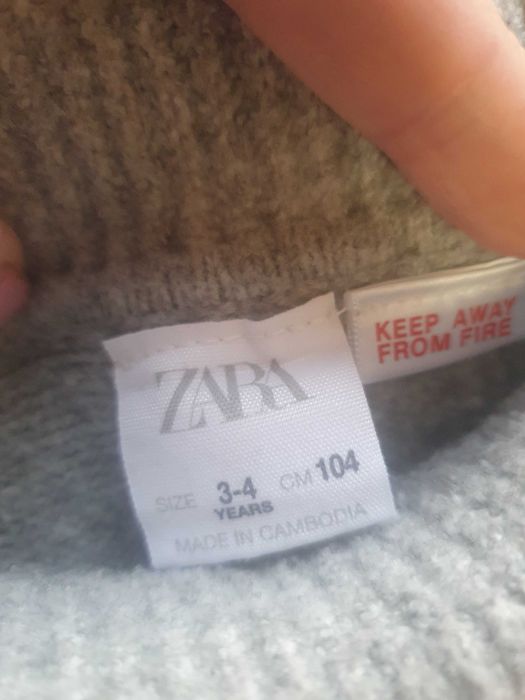 ZARA
SIZE 3-4 YEARS CM 104
MADE IN CAMBODIA
KEEP AWAY
FROM FIRE